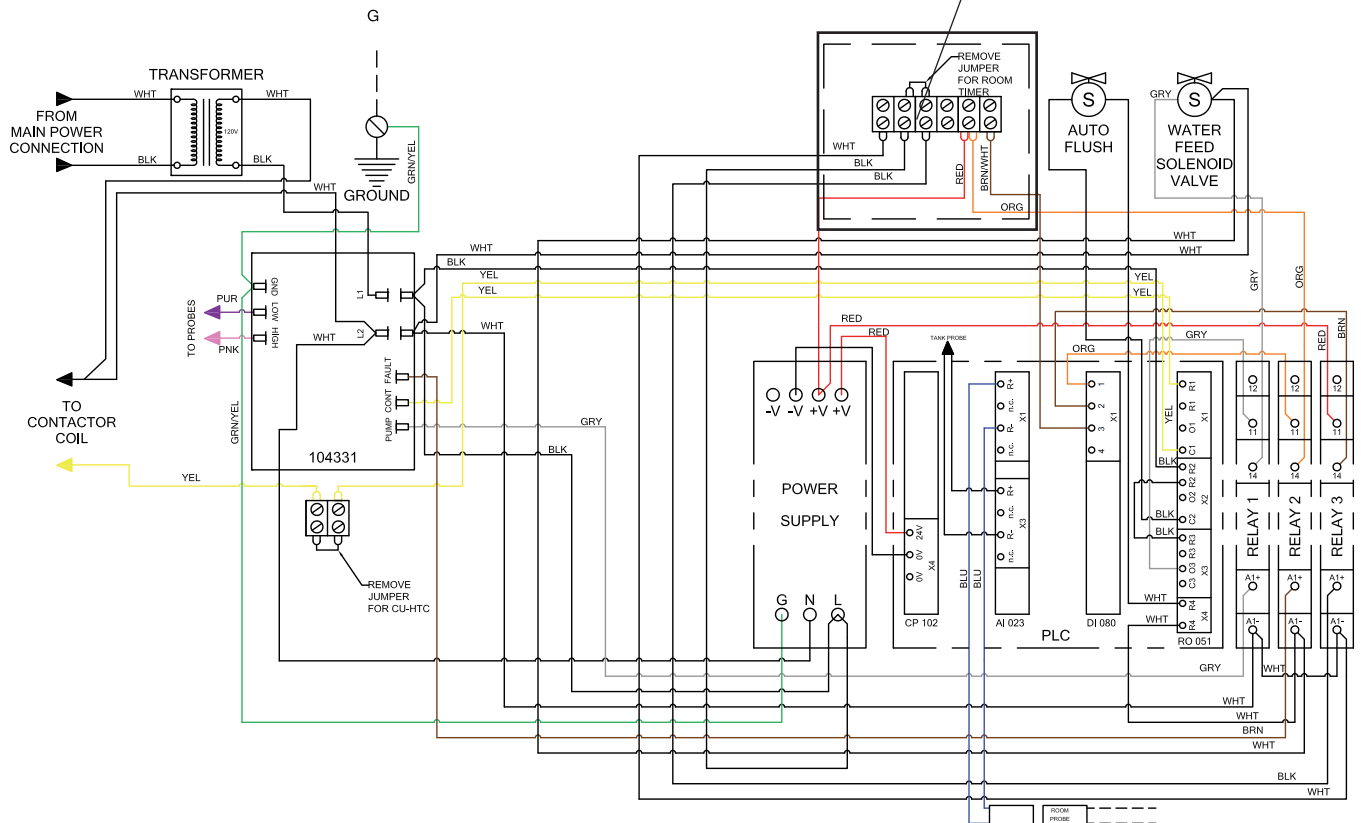 G
TRANSFORMER
WHT
WHT
FROM
MAIN POWER
CONNECTION
120V
BLK
BLK
GRN/YEL
GROUND
WHT
REMOVE
JUMPER
FOR ROOM
TIMER
WHT
BLK
BLK
RED
BRN/WHT
ORG
S
AUTO
FLUSH
GRY
S
WATER
FEED
SOLENOID
VALVE
WHT
WHT
WHT
BLK
YEL
YEL
YEL
YEL
GRY
ORG
BRN
RED
GND
LOW
HIGH
L1
L2
TO PROBES
PUR
PNK
WHT
WHT
FAULT
CONT
PUMP
104331
GRY
BLK
TO
CONTACTOR
COIL
GRN/YEL
YEL
REMOVE
JUMPER
FOR CU-HTC
RED
RED
-V
-V
+V
+V
POWER
SUPPLY
G
N
L
TANK PROBE
ORG
GRY
YEL
24V
0V
0V
X4
CP 102
R+
n.c.
R-
n.c.
X1
R+
n.c.
R-
n.c.
X3
AI 023
BLU
BLU
1
2
3
4
X1
DI 080
PLC
R1
R1
O1
C1
X1
BLK
R2
R2
O2
C2
X2
BLK
BLK
R3
R3
O3
C3
X3
WHT
WHT
R4
R4
X4
RO 051
12
11
14
RELAY 1
A1+
A1-
12
11
14
RELAY 2
A1+
A1-
12
11
14
RELAY 3
A1+
A1-
GRY
WHT
WHT
WHT
BRN
WHT
BLK
WHT
ROOM
PROBE